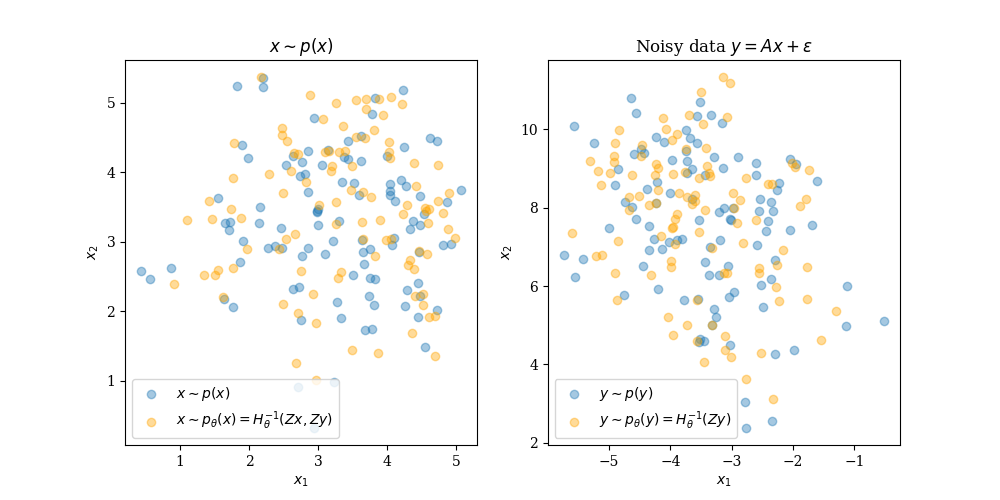 x ~ p(x)
5
4
3
2
1
x₂
x ~ p(x)
x ~ p_θ(x) = H_θ⁻¹(Zx, Zy)
1 2 3 4 5
x₁
Noisy data y = Ax + ε
10
8
6
4
2
x₂
y ~ p(y)
y ~ p_θ(y) = H_θ⁻¹(Zy)
−5 −4 −3 −2 −1
x₁